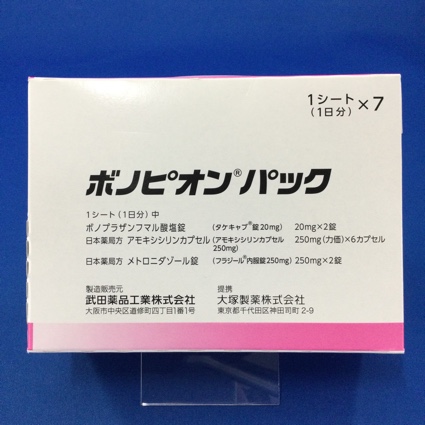 1シート×7
(1日分)
ボノピオン®パック
1シート(1日分)中
ボノプラザンフマル酸塩錠 (タケキャブ®錠20mg) 20mg×2錠
日本薬局方 アモキシシリンカプセル (アモキシシリンカプセル 250mg(力価)×6カプセル
250mg)
日本薬局方 メトロニダゾール錠 (フラジール®内服錠250mg) 250mg×2錠
製造販売元 提携
武田薬品工業株式会社 大塚製薬株式会社
大阪市中央区道修町四丁目1番1号 東京都千代田区神田司町2-9